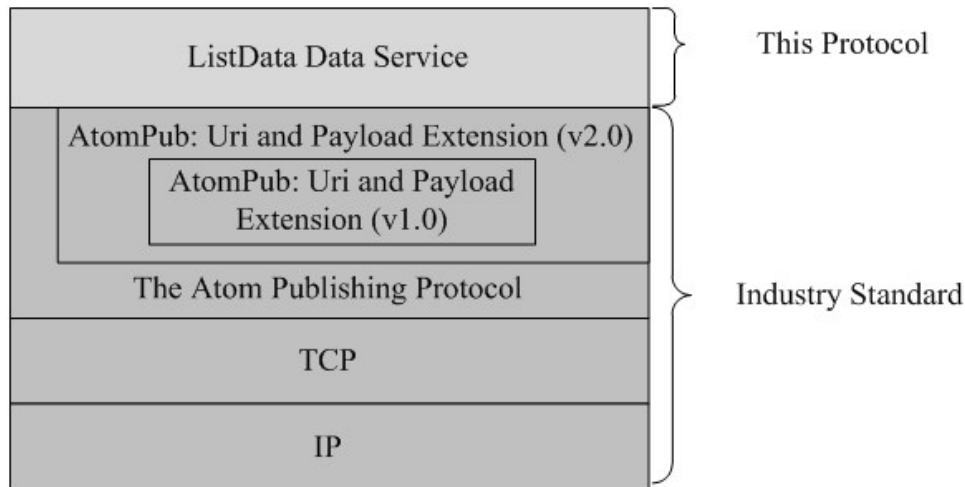 ListData Data Service
This Protocol
AtomPub: Uri and Payload Extension (v2.0)
AtomPub: Uri and Payload
Extension (v1.0)
The Atom Publishing Protocol
Industry Standard
TCP
IP